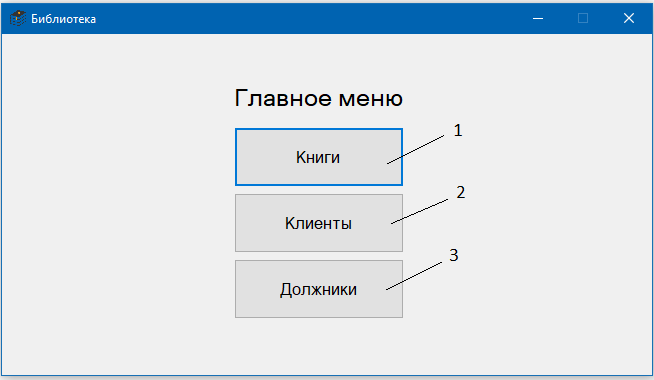 Библиотека
Главное меню
Книги
1
Клиенты
2
Должники
3